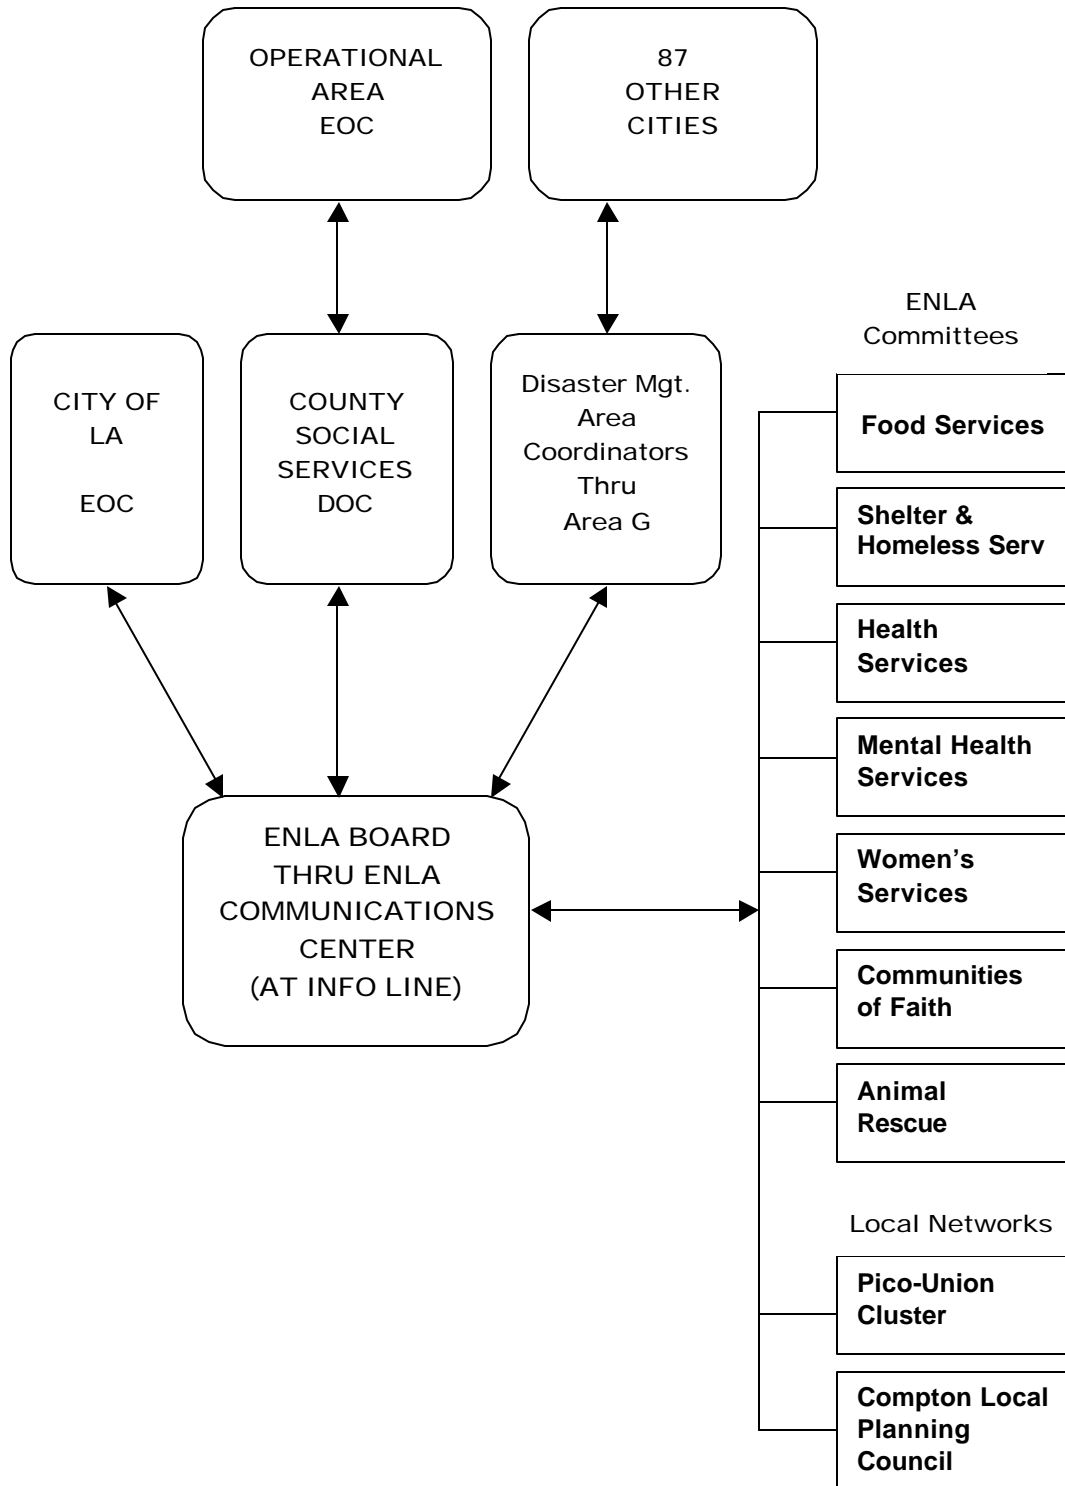 OPERATIONAL
AREA
EOC
87
OTHER
CITIES
CITY OF
LA
EOC
COUNTY
SOCIAL
SERVICES
DOC
Disaster Mgt.
Area
Coordinators
Thru
Area G
ENLA BOARD
THRU ENLA
COMMUNICATIONS
CENTER
(AT INFO LINE)
ENLA
Committees
Food Services
Shelter &
Homeless Serv
Health
Services
Mental Health
Services
Women’s
Services
Communities
of Faith
Animal
Rescue
Local Networks
Pico-Union
Cluster
Compton Local
Planning
Council